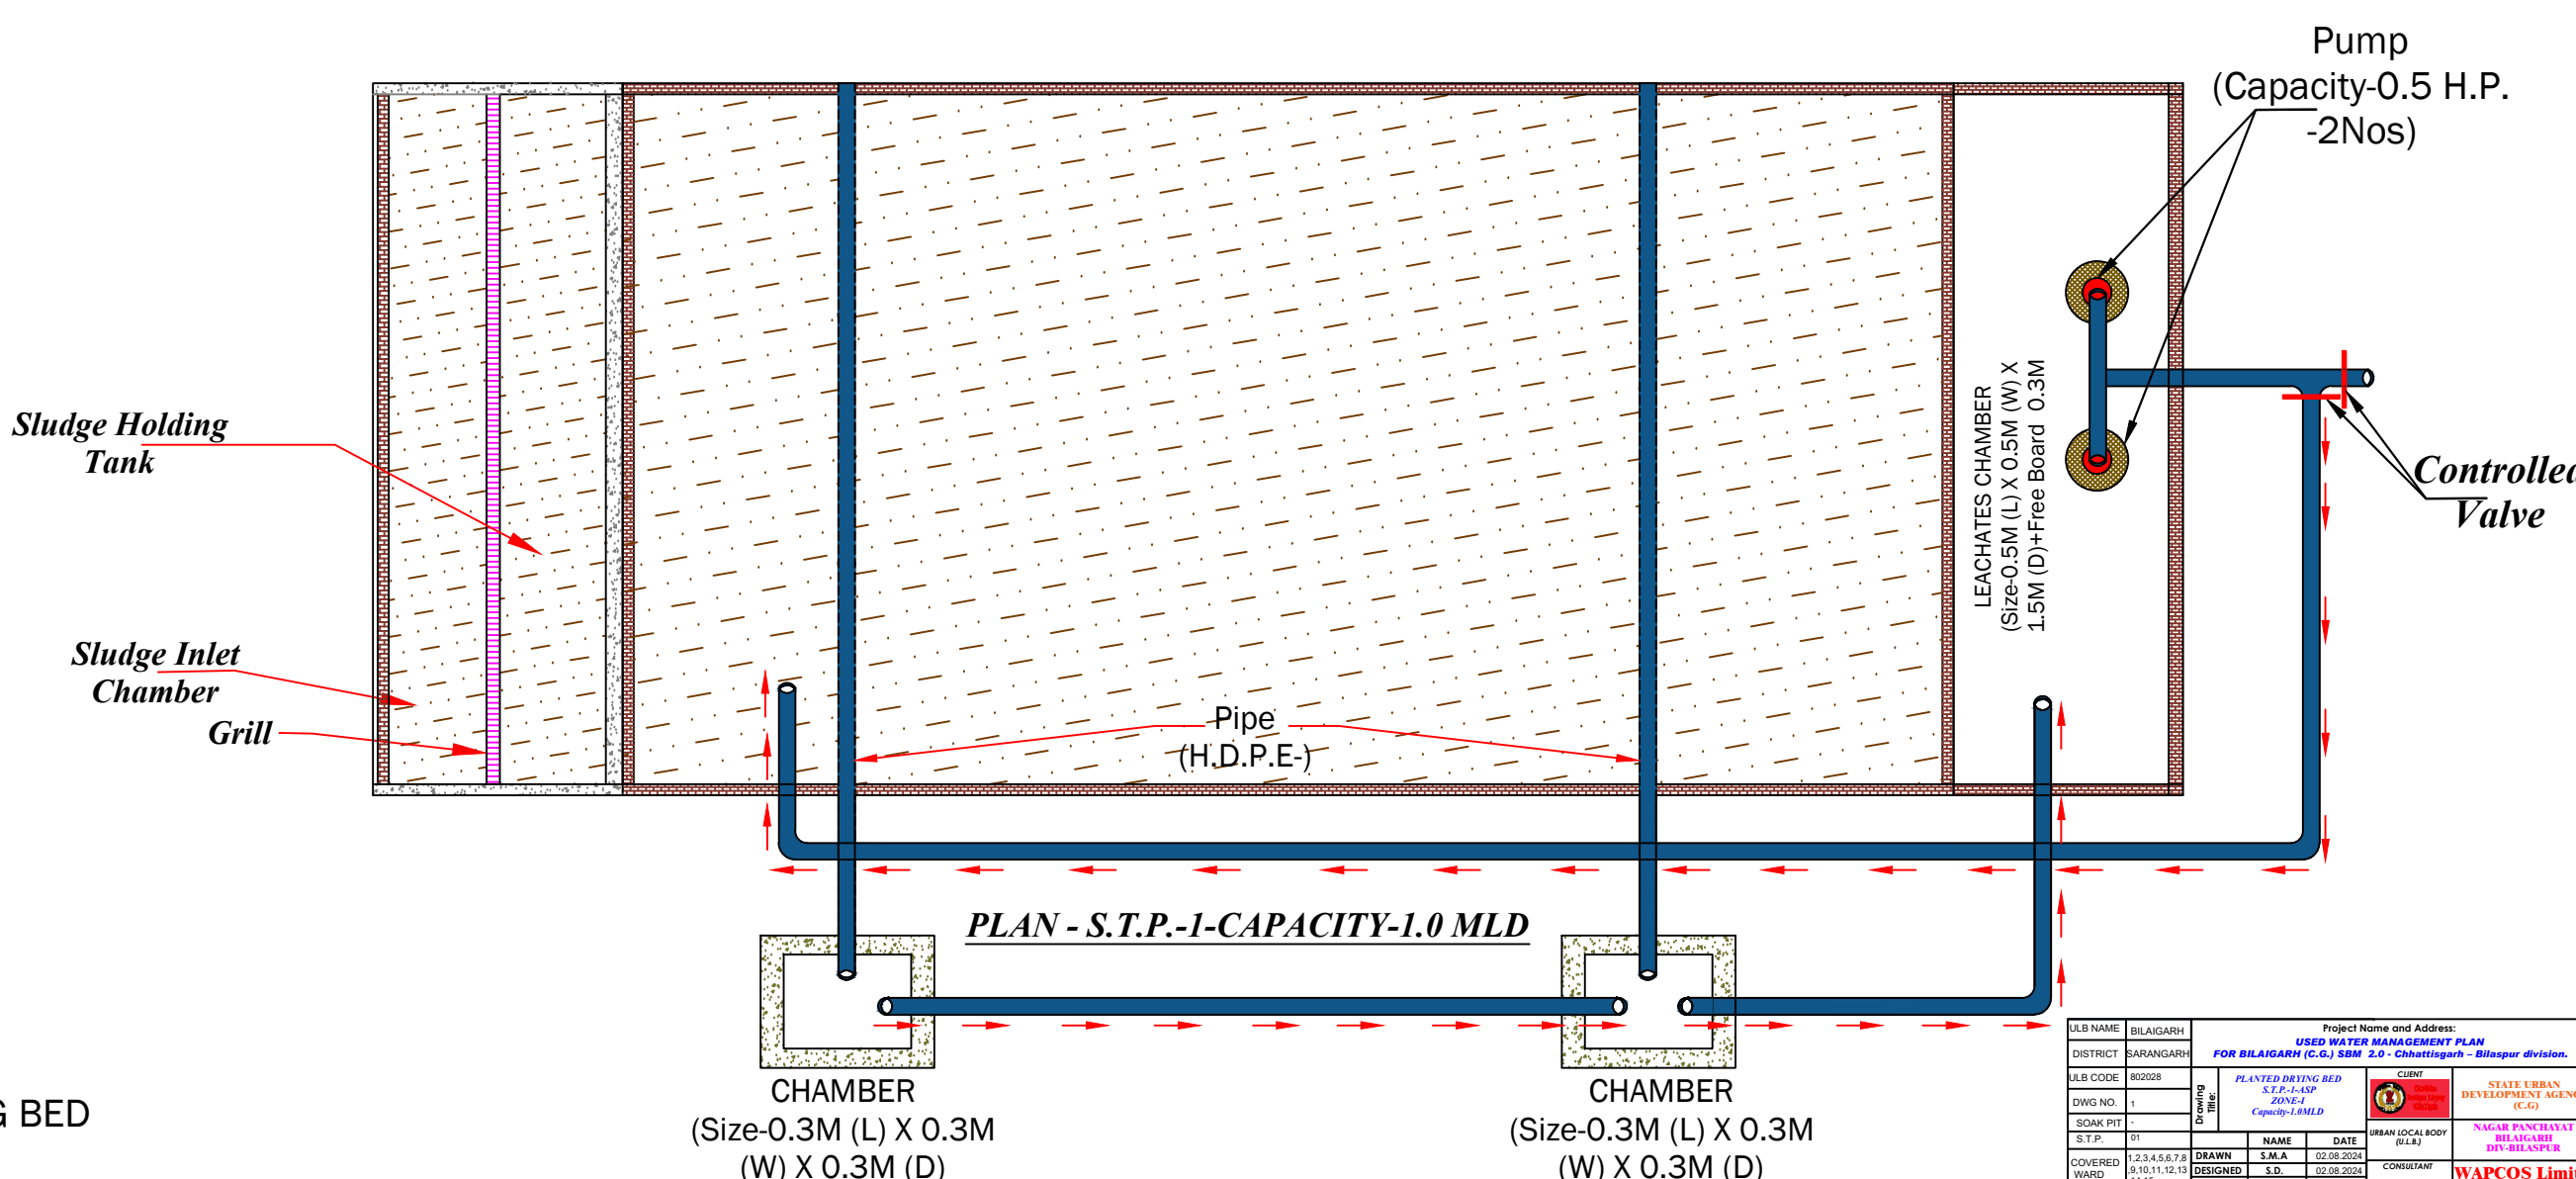 Pump
(Capacity-0.5 H.P.
-2Nos)
Sludge Holding
Tank
Sludge Inlet
Chamber
Grill
LEACHATES CHAMBER
(Size-0.5M (L) X 0.5M (W) X
1.5M (D)+Free Board 0.3M
Controlled
Valve
Pipe
(H.D.P.E-)
PLAN - S.T.P.-1-CAPACITY-1.0 MLD
CHAMBER
(Size-0.3M (L) X 0.3M
(W) X 0.3M (D)
CHAMBER
(Size-0.3M (L) X 0.3M
(W) X 0.3M (D)
G BED
ULB NAME BILAIGARH
DISTRICT SARANGARH
ULB CODE 802028
DWG NO. 1
SOAK PIT -
S.T.P. 01
COVERED
WARD
1,2,3,4,5,6,7,8
,9,10,11,12,13
Project Name and Address:
USED WATER MANAGEMENT PLAN
FOR BILAIGARH (C.G.) SBM 2.0 - Chhattisgarh – Bilaspur division.
Drawing
Title:
PLANTED DRYING BED
S.T.P.-1-ASP
ZONE-1
Capacity-1.0MLD
NAME DATE
DRAWN S.M.A 02.08.2024
DESIGNED S.D. 02.08.2024
CLIENT
STATE URBAN
DEVELOPMENT AGENC
(C.G)
URBAN LOCAL BODY
(U.L.B.)
NAGAR PANCHAYAT
BILAIGARH
DIV-BILASPUR
CONSULTANT
WAPCOS Limi